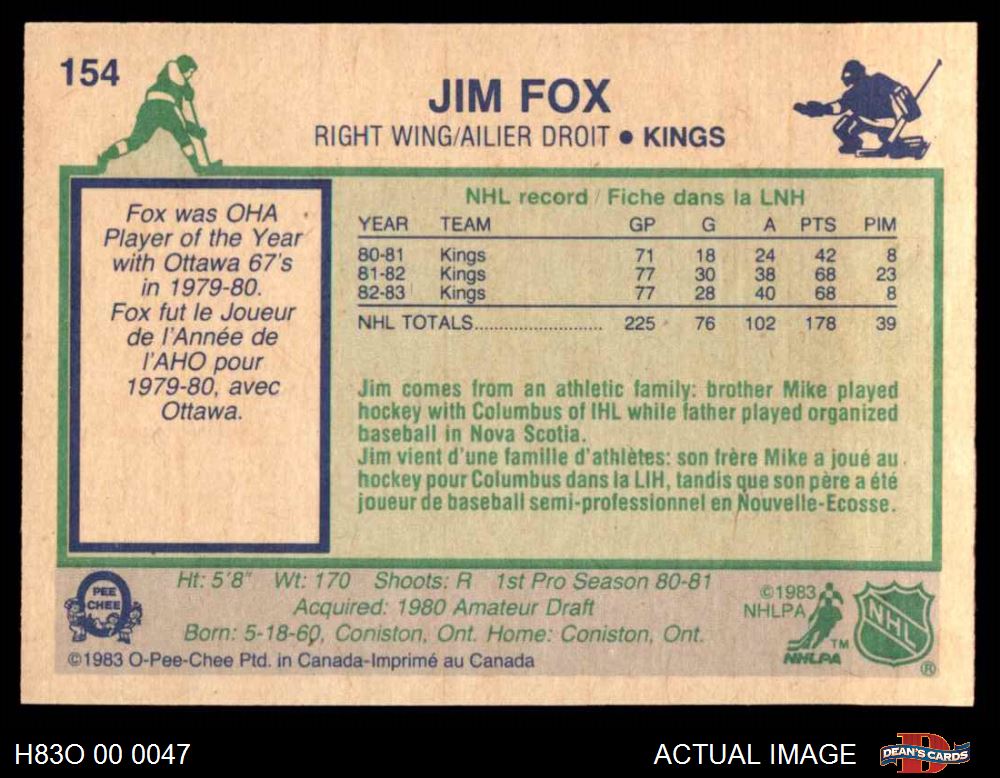 154
JIM FOX
RIGHT WING/AILIER DROIT ● KINGS
Fox was OHA
Player of the Year
with Ottawa 67's
in 1979-80.
Fox fut le Joueur
de l'Année de
l'AHO pour
1979-80, avec
Ottawa.
NHL record / Fiche dans la LNH
YEAR TEAM GP G A PTS PIM
80-81 Kings 71 18 24 42 8
81-82 Kings 77 30 38 68 23
82-83 Kings 77 28 40 68 8
NHL TOTALS............................ 225 76 102 178 39
Jim comes from an athletic family: brother Mike played
hockey with Columbus of IHL while father played organized
baseball in Nova Scotia.
Jim vient d'une famille d'athlètes: son frère Mike a joué au
hockey pour Columbus dans la LIH, tandis que son père a été
joueur de baseball semi-professionnel en Nouvelle-Ecosse.
PEE
CHEE
Ht: 5'8" Wt: 170 Shoots: R 1st Pro Season 80-81
Acquired: 1980 Amateur Draft
Born: 5-18-60, Coniston, Ont. Home: Coniston, Ont.
©1983 O-Pee-Chee Ptd. in Canada-Imprimé au Canada
©1983
NHLPA
TM
NHLPA
NHL
®
H83O 00 0047
ACTUAL IMAGE
D
DEAN'S CARDS